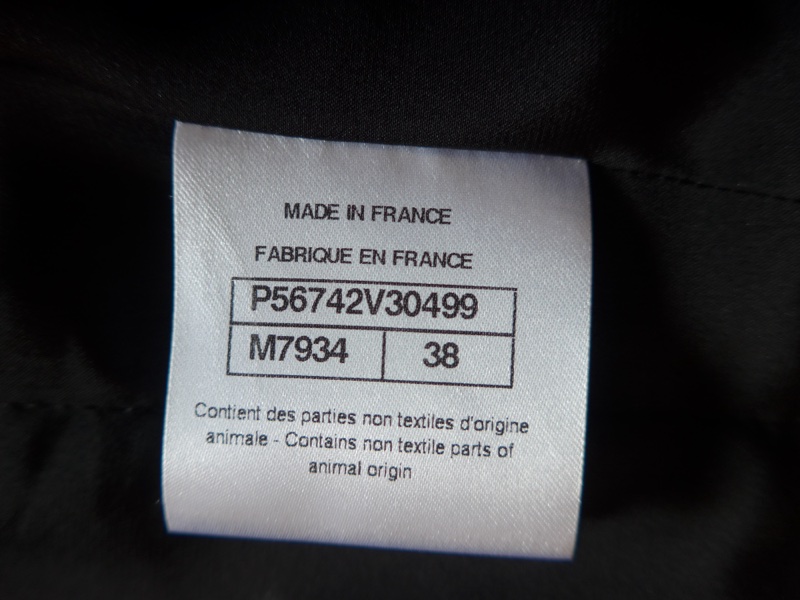 MADE IN FRANCE
FABRIQUE EN FRANCE
P56742V30499
M7934 38
Contient des parties non textiles d'origine
animale - Contains non textile parts of
animal origin